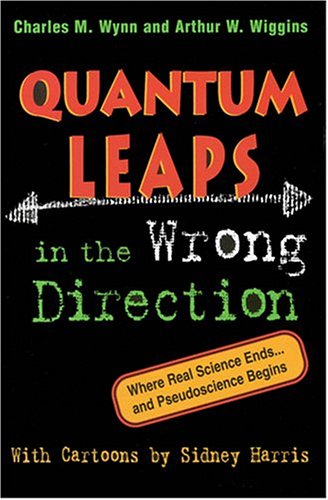 Charles M. Wynn and Arthur W. Wiggins
QUANTUM
LEAPS
in the Wrong
Direction
Where Real Science Ends...
and Pseudoscience Begins
With Cartoons by Sidney Harris